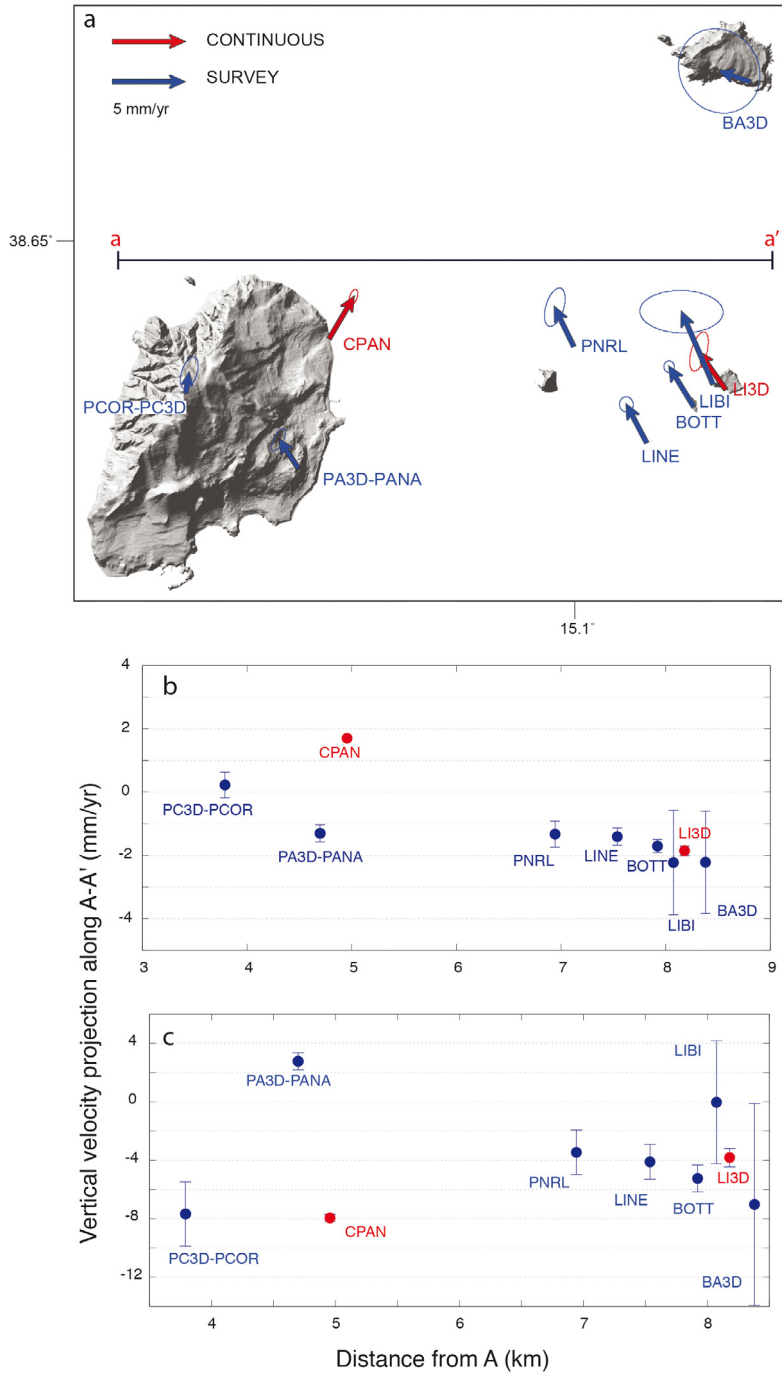 a
CONTINUOUS
SURVEY
5 mm/yr
BA3D
38.65°
a
a'
CPAN
PNRL
PCOR-PC3D
LI3D
LIBI
BOTT
LINE
PA3D-PANA
15.1°
Vertical velocity projection along A-A' (mm/yr)
b
4
2
0
-2
-4
CPAN
PC3D-PCOR
PA3D-PANA
PNRL
LINE
BOTT
LI3D
LIBI
BA3D
3
4
5
6
7
8
9
c
4
0
-4
-8
-12
LIBI
PA3D-PANA
PNRL
LINE
BOTT
LI3D
CPAN
PC3D-PCOR
BA3D
4
5
6
7
8
Distance from A (km)